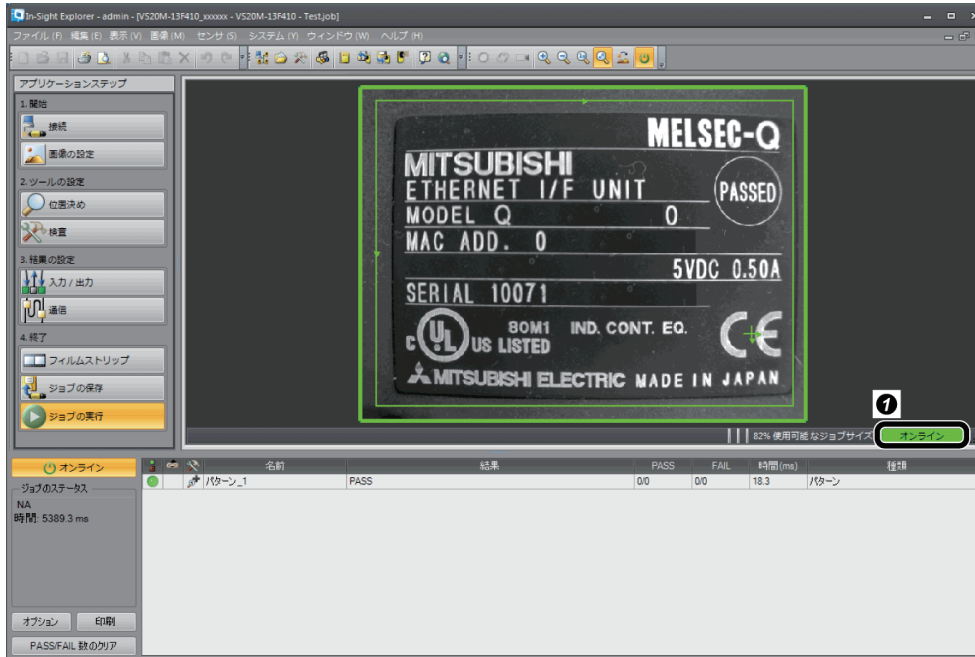 In-Sight Explorer - admin - [VS20M-13F410_xxxxxx - VS20M-13F410 - Test.job]
ファイル (F) 編集 (E) 表示 (V) 画像 (M) センサ (S) システム (Y) ウィンドウ (W) ヘルプ (H)
アプリケーションステップ
1. 開始
接続
画像の設定
2. ツールの設定
位置決め
検査
3. 結果の設定
入力 / 出力
通信
4. 終了
フィルムストリップ
ジョブの保存
ジョブの実行
MELSEC-Q
MITSUBISHI
ETHERNET I/F UNIT
PASSED
MODEL Q 0
MAC ADD. 0
5VDC 0.50A
SERIAL 10071
C UL US LISTED
80M1 IND. CONT. EQ.
CE
MITSUBISHI ELECTRIC MADE IN JAPAN
1
82% 使用可能なジョブサイズ
オンライン
オンライン
名前 結果 PASS FAIL 時間(ms) 種類
パターン_1 PASS 0/0 0/0 18.3 パターン
ジョブのステータス
NA
時間: 5389.3 ms
オプション 印刷
PASS/FAIL 数のクリア